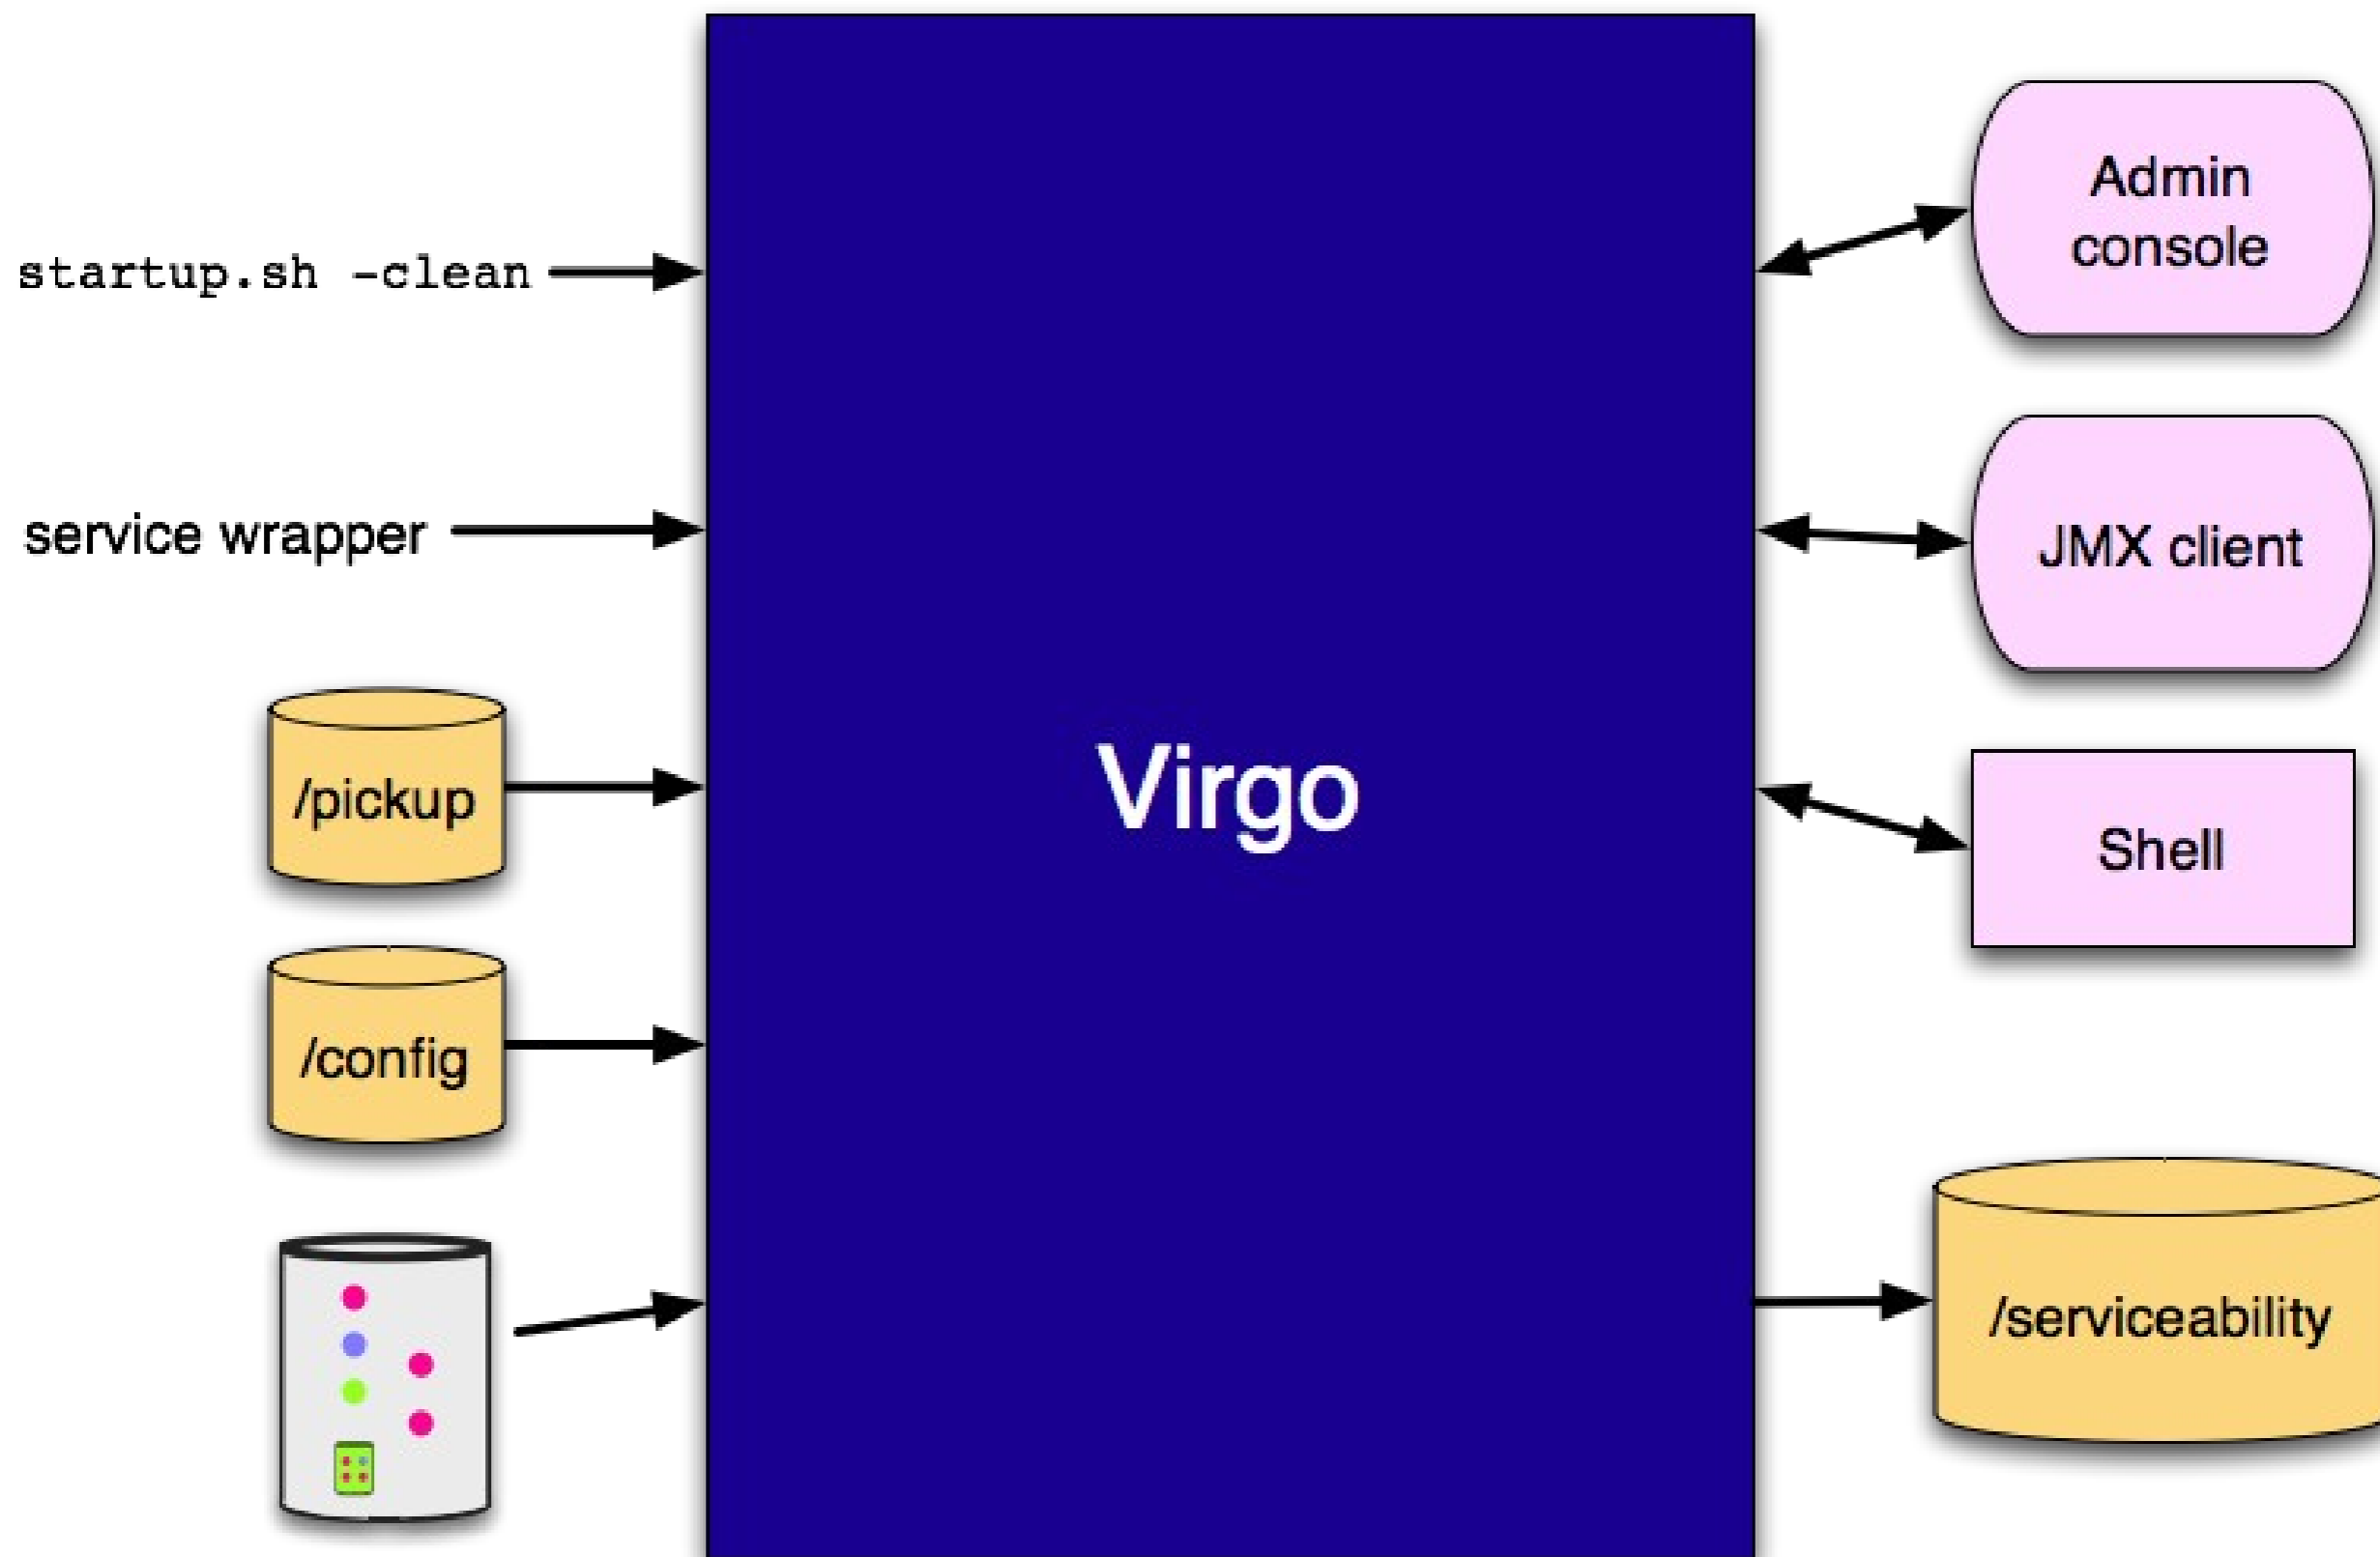 startup.sh -clean
service wrapper
/pickup
/config
Virgo
Admin
console
JMX client
Shell
/serviceability